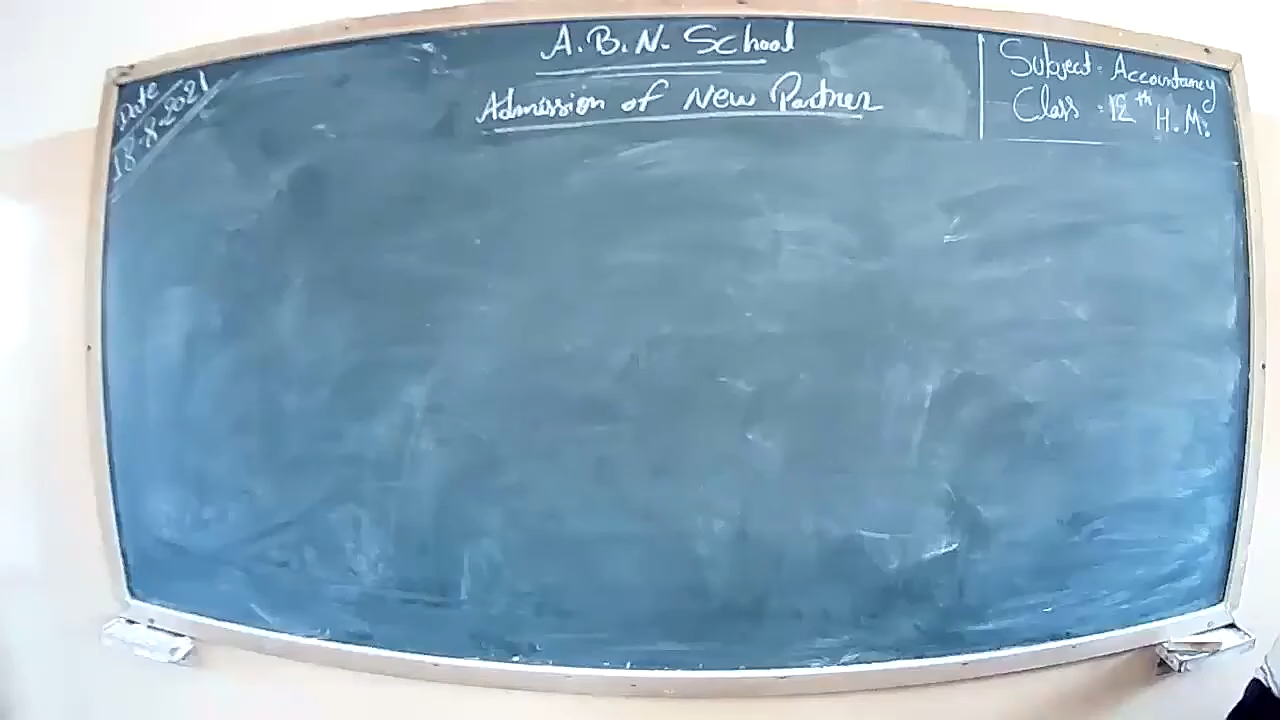 Date
18.8.2021
A.B.N. School
Admission of New Partner
Subject = Accountancy
Class = 12th H.M.